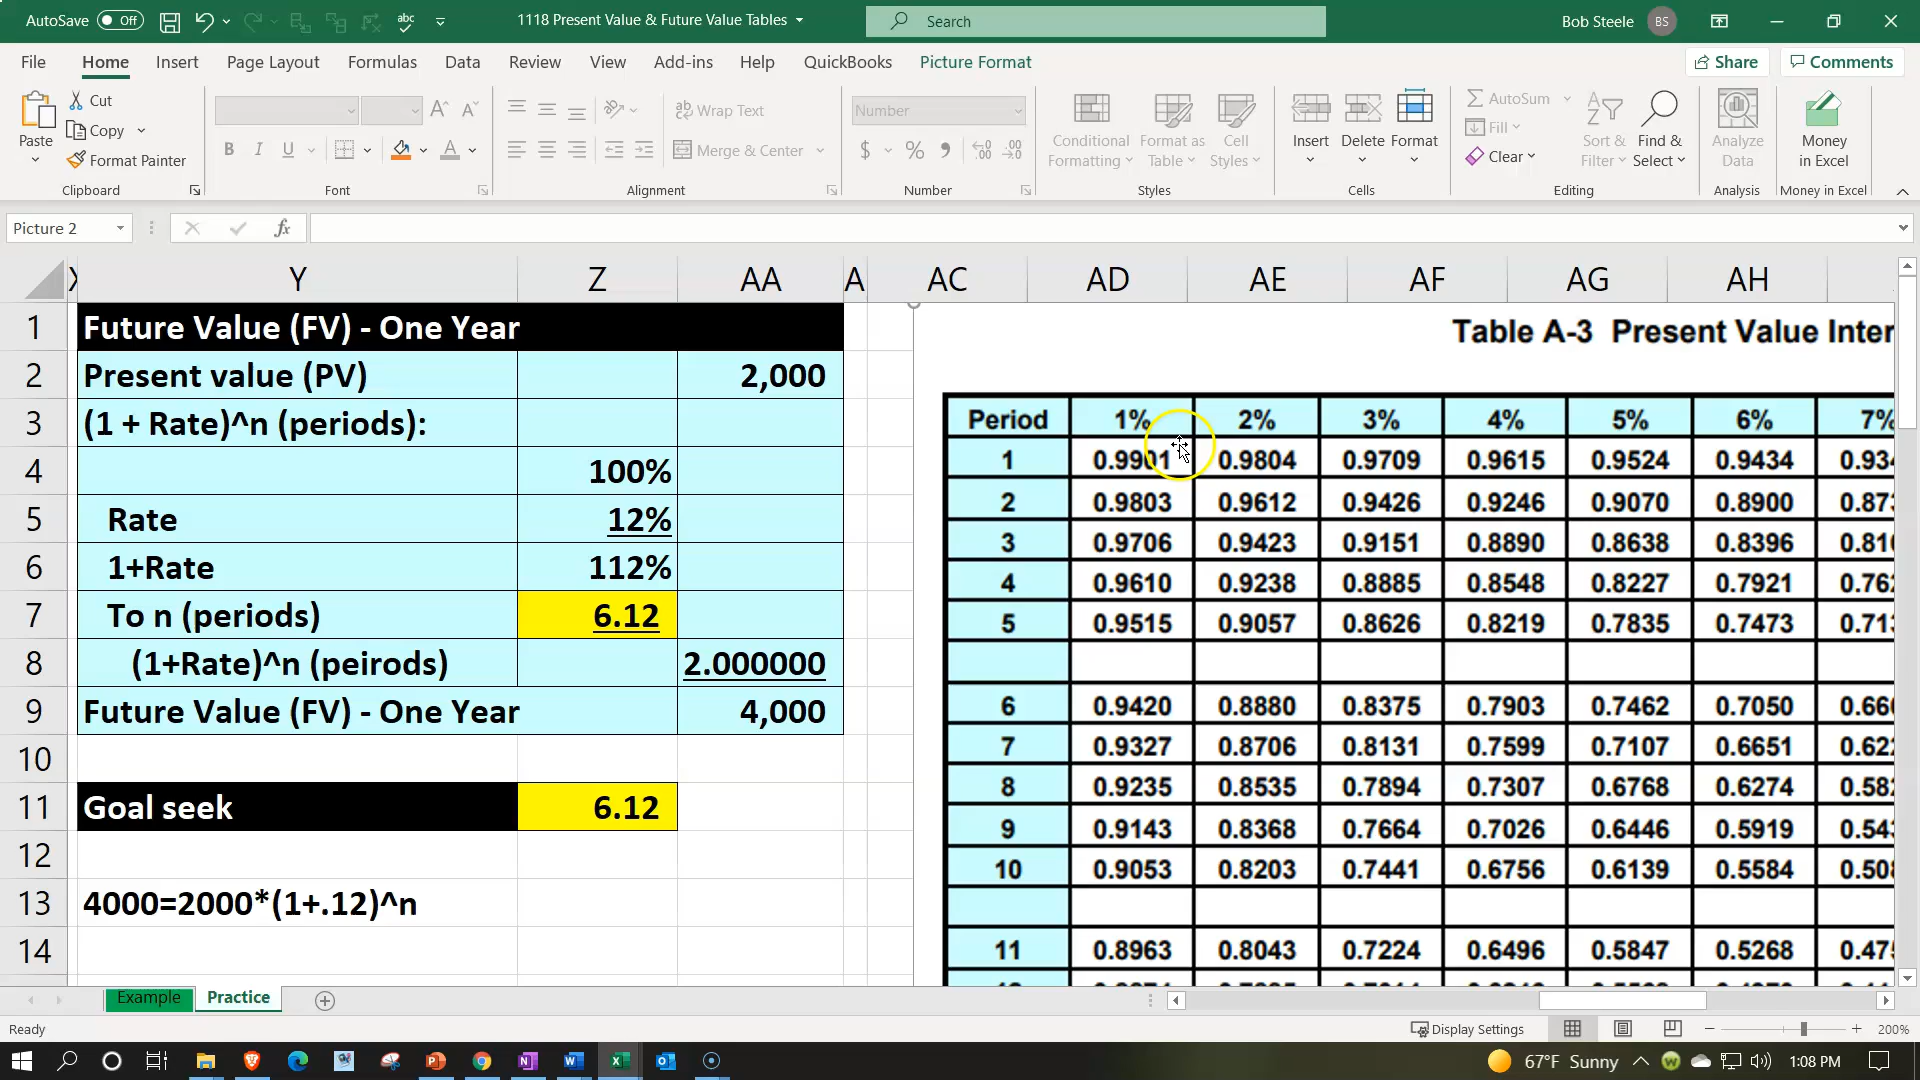 AutoSave Off abc 1118 Present Value & Future Value Tables Search Bob Steele BS
File Home Insert Page Layout Formulas Data Review View Add-ins Help QuickBooks Picture Format Share Comments
Paste Cut Copy Format Painter Clipboard
B I U A Font
ab Wrap Text Merge & Center Alignment
Number $ % Number
Conditional Formatting Format as Table Cell Styles Styles
Insert Delete Format Cells
AutoSum Fill Clear Sort & Filter Find & Select Editing
Analyze Data Analysis
Money in Excel Money in Excel
Picture 2 fx
Y Z AA A AC AD AE AF AG AH
1 Future Value (FV) - One Year
2 Present value (PV) 2,000
3 (1 + Rate)^n (periods):
4 100%
5 Rate 12%
6 1+Rate 112%
7 To n (periods) 6.12
8 (1+Rate)^n (peirods) 2.000000
9 Future Value (FV) - One Year 4,000
10
11 Goal seek 6.12
12
13 4000=2000*(1+.12)^n
14
Table A-3 Present Value Inter
Period 1% 2% 3% 4% 5% 6% 7%
1 0.9901 0.9804 0.9709 0.9615 0.9524 0.9434 0.934
2 0.9803 0.9612 0.9426 0.9246 0.9070 0.8900 0.873
3 0.9706 0.9423 0.9151 0.8890 0.8638 0.8396
4 0.9610 0.9238 0.8885 0.8548 0.8227 0.7921
5 0.9515 0.9057 0.8626 0.8219 0.7835 0.7473
6 0.9420 0.8880 0.8375 0.7903 0.7462 0.7050
7 0.9327 0.8706 0.8131 0.7599 0.7107 0.6651
8 0.9235 0.8535 0.7894 0.7307 0.6768 0.6274
9 0.9143 0.8368 0.7664 0.7026 0.6446 0.5919
10 0.9053 0.8203 0.7441 0.6756 0.6139 0.5584
11 0.8963 0.8043 0.7224 0.6496 0.5847 0.5268
Example Practice
Ready Display Settings 200%
67°F Sunny 1:08 PM